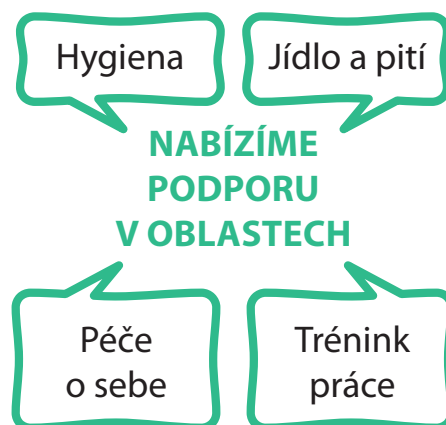 Hygiena
Jídlo a pití
NABÍZÍME
PODPORU
V OBLASTECH
Péče
o sebe
Trénink
práce